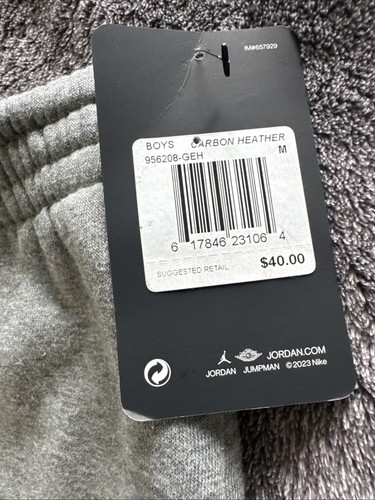 IM#657929
BOYS CARBON HEATHER
956208-GEH M
6 17846 23106 4
SUGGESTED RETAIL $40.00
JORDAN.COM
JORDAN JUMPMAN ©2023 Nike